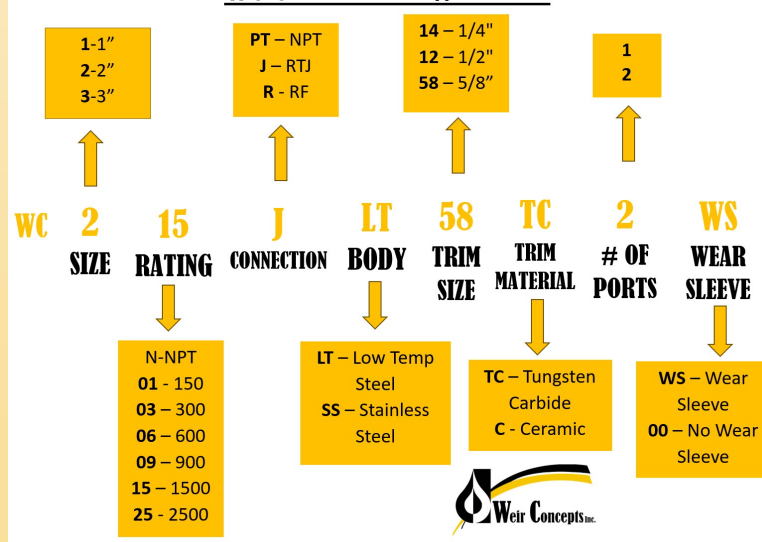 1-1”
2-2”
3-3”
PT – NPT
J – RTJ
R - RF
14 – 1/4"
12 – 1/2"
58 – 5/8”
1
2
WC 2 15 J LT 58 TC 2 WS
SIZE
RATING
CONNECTION
BODY
TRIM
SIZE
TRIM
MATERIAL
# OF
PORTS
WEAR
SLEEVE
N-NPT
01 - 150
03 – 300
06 – 600
09 – 900
15 – 1500
25 - 2500
LT – Low Temp
Steel
SS – Stainless
Steel
TC – Tungsten
Carbide
C - Ceramic
WS – Wear
Sleeve
00 – No Wear
Sleeve
Weir Concepts Inc.